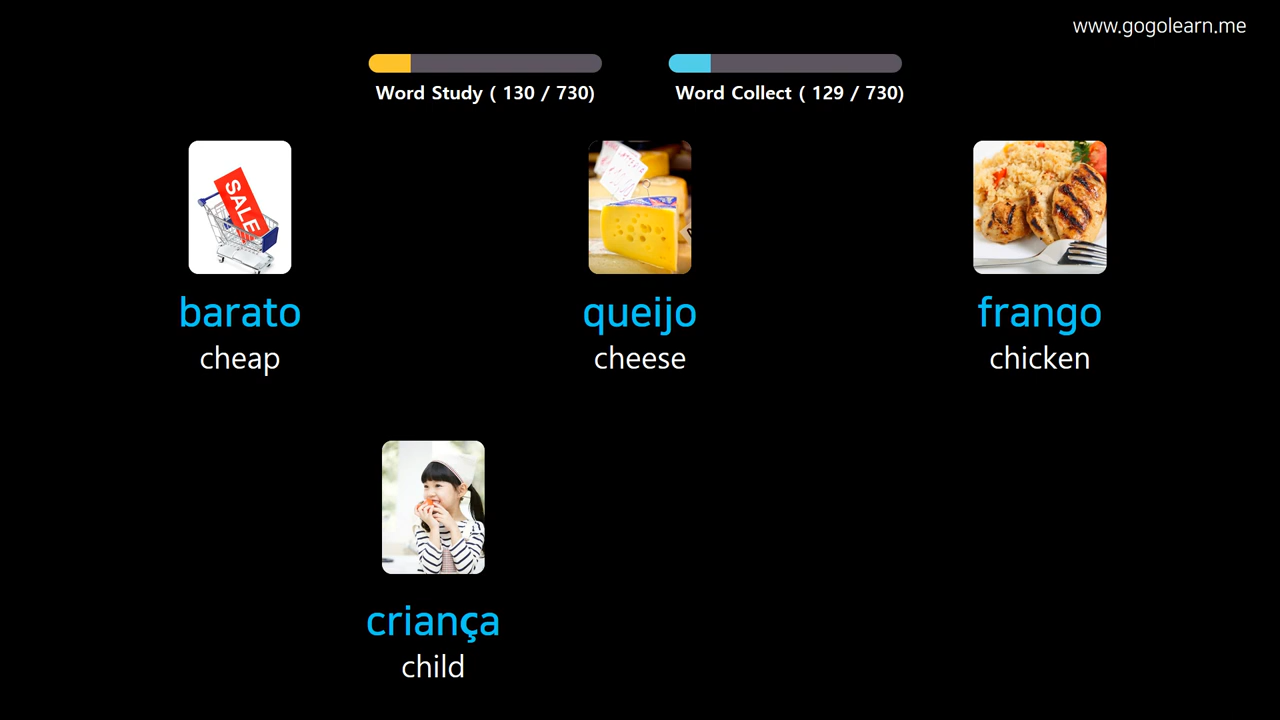 www.gogolearn.me
Word Study ( 130 / 730)
Word Collect ( 129 / 730)
SALE
barato
cheap
queijo
cheese
frango
chicken
criança
child